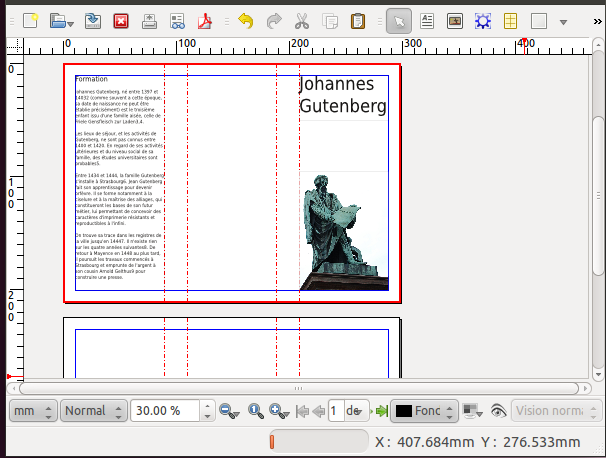 0 100 200 300 400
0
100
200
Formation
Johannes Gutenberg, né entre 1397 et
14032 (comme souvent à cette époque,
sa date de naissance ne peut être
établie précisément) est le troisième
enfant issu d'une famille aisée, celle de
Friele Gensfleisch zur Laden3,4.
Les lieux de séjour, et les activités de
Gutenberg, ne sont pas connus entre
1400 et 1420. En regard de ses activités
ultérieures et du niveau social de sa
famille, des études universitaires sont
probables5.
Entre 1434 et 1444, la famille Gutenberg
s'installe à Strasbourg6. Jean Gutenberg
fait son apprentissage pour devenir
orfèvre. Il se forme notamment à la
ciselure et à la maîtrise des alliages, qui
constitueront les bases de son futur
métier, lui permettant de concevoir des
caractères d'imprimerie résistants et
reproductibles à l'infini.
On trouve sa trace dans les registres de
la ville jusqu'en 14447. Il n'existe rien
sur les quatre années suivantes8. De
retour à Mayence en 1448 au plus tard,
il poursuit les travaux commencés à
Strasbourg et emprunte de l'argent à
son cousin Arnold Gelthus9 pour
construire une presse.
Johannes
Gutenberg
mm Normal 30.00 % 1 de Fonc Vision norma
X: 407.684mm Y: 276.533mm